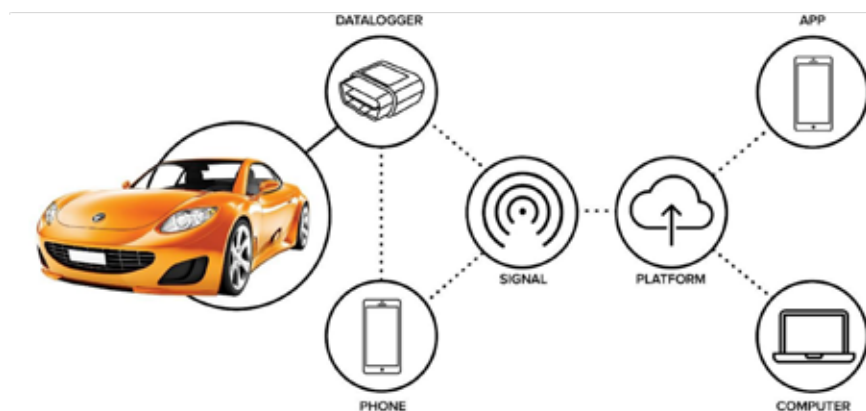 DATALOGGER
APP
SIGNAL
PLATFORM
PHONE
COMPUTER